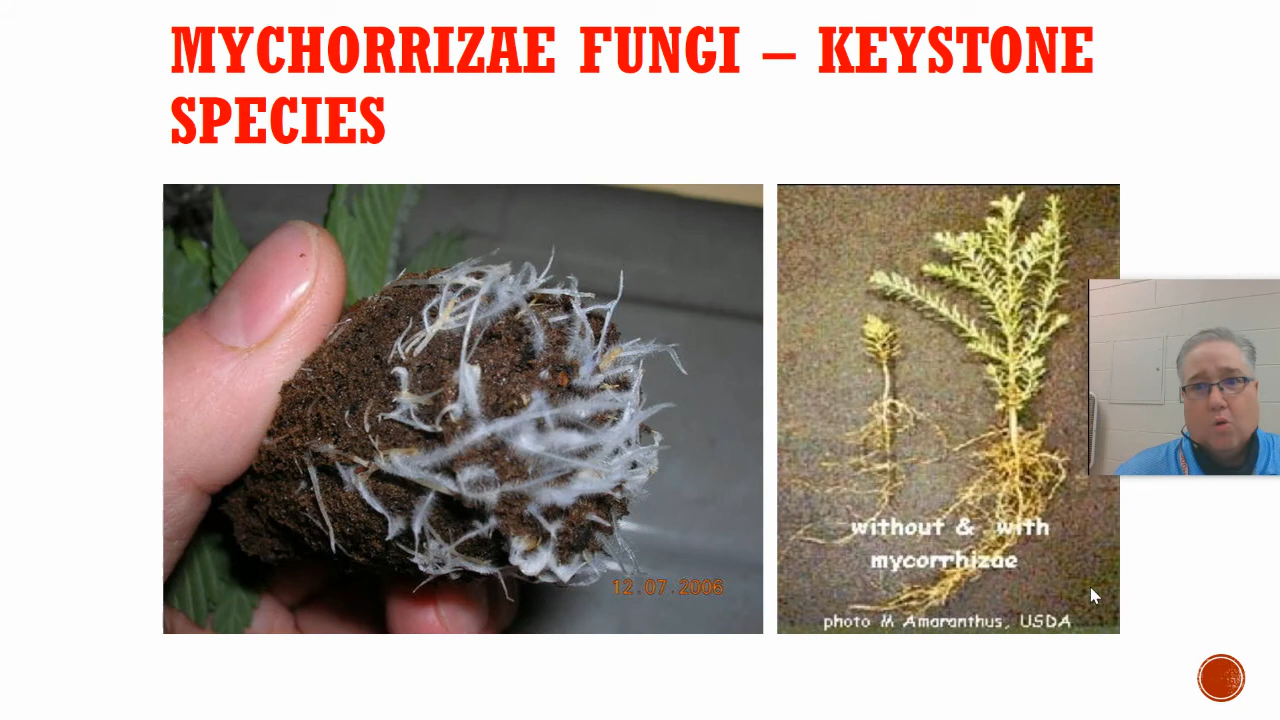 MYCHORRIZAE FUNGI – KEYSTONE
SPECIES
12.07.2006
without & with
mycorrhizae
photo M Amaranthus, USDA